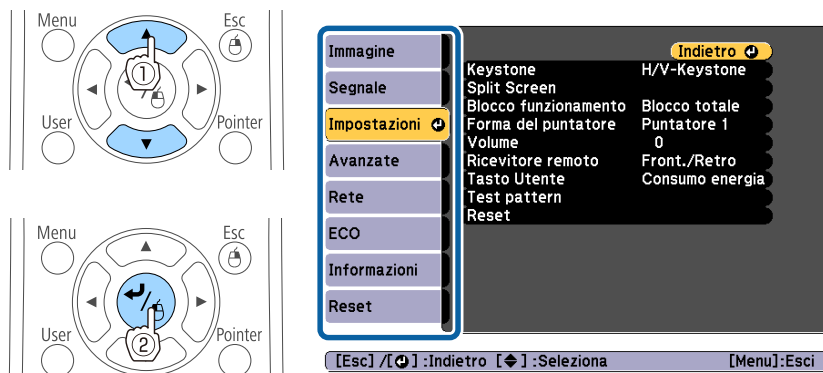 Menu
Esc
①
User
Pointer
Menu
Esc
User
Pointer
②
Immagine
Segnale
Impostazioni
Avanzate
Rete
ECO
Informazioni
Reset
Indietro
Keystone H/V-Keystone
Split Screen
Blocco funzionamento Blocco totale
Forma del puntatore Puntatore 1
Volume 0
Ricevitore remoto Front./Retro
Tasto Utente Consumo energia
Test pattern
Reset
[Esc] /[ ] :Indietro [ ] :Seleziona [Menu]:Esci